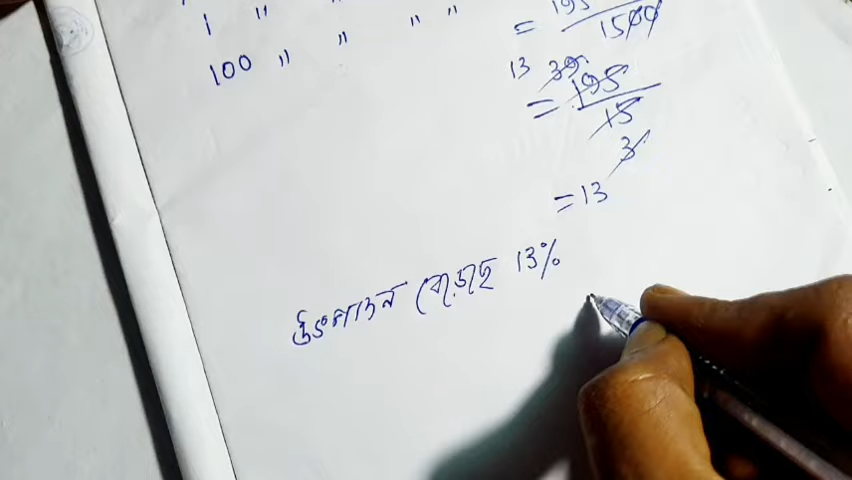 1 " " " "
= 195 / 1500
100 " "
13 39
= 195 / 15
3
= 13
উৎপাদন বেড়েছে 13%